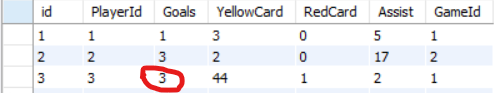 id PlayerId Goals YellowCard RedCard Assist GameId
1 1 1 3 0 5 1
2 2 3 2 0 17 2
3 3 3 44 1 2 1